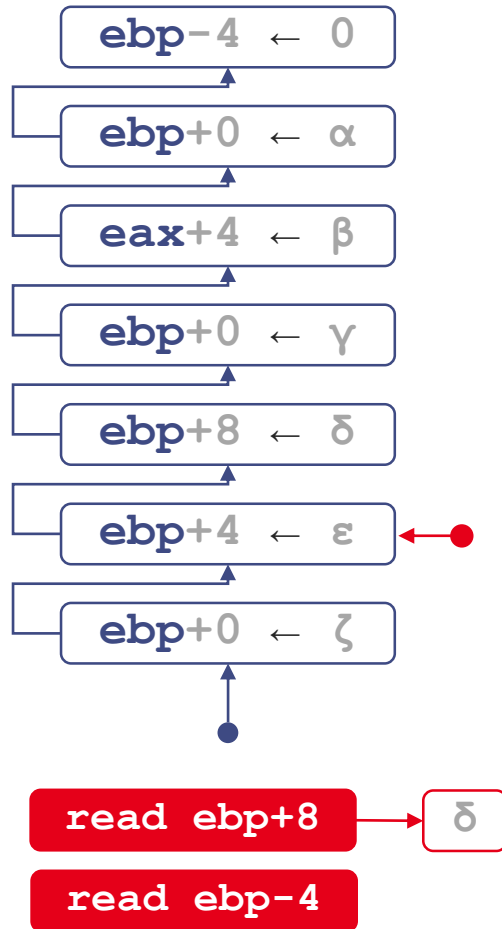 ebp-4 ← 0
ebp+0 ← α
eax+4 ← β
ebp+0 ← γ
ebp+8 ← δ
ebp+4 ← ε
ebp+0 ← ζ
read ebp+8 δ
read ebp-4